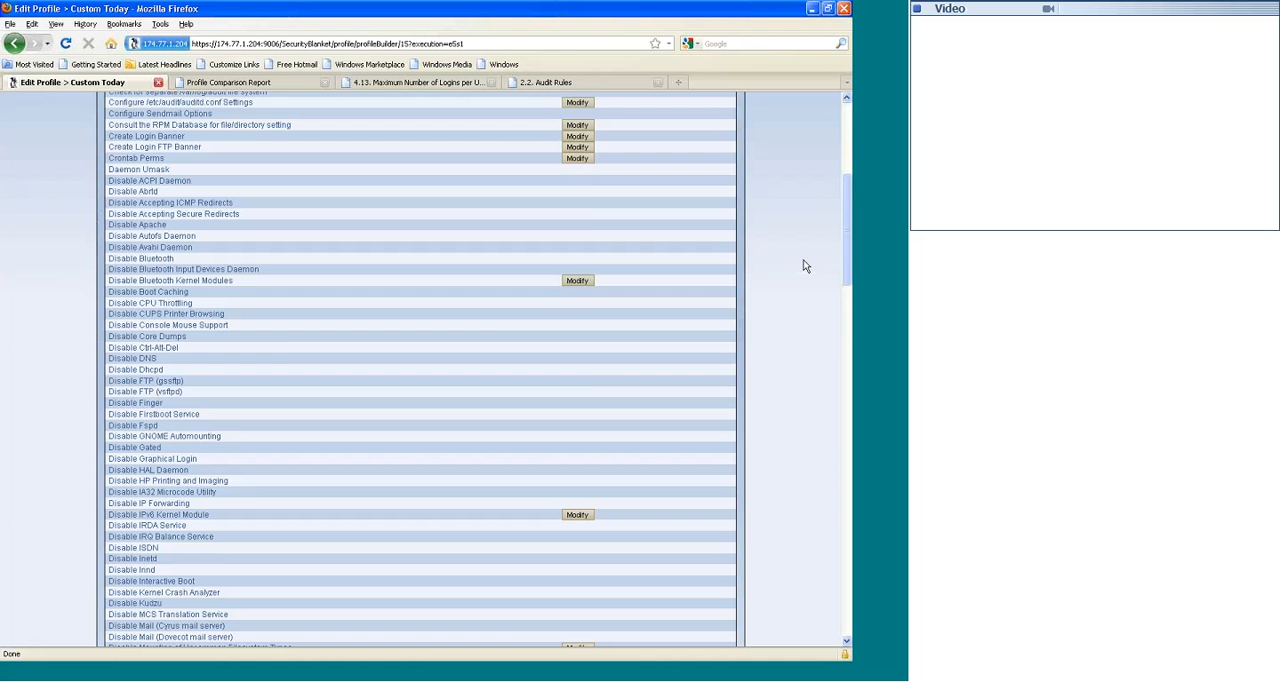 Edit Profile > Custom Today - Mozilla Firefox
Video
File Edit View History Bookmarks Tools Help
174.77.1.204 https://174.77.1.204:9006/SecurityBlanket/profile/profileBuilder/15?execution=e5s1
Google
Most Visited Getting Started Latest Headlines Customize Links Free Hotmail Windows Marketplace Windows Media Windows
Edit Profile > Custom Today Profile Comparison Report 4.13. Maximum Number of Logins per U... 2.2. Audit Rules
Configure /etc/audit/auditd.conf Settings Modify
Configure Sendmail Options
Consult the RPM Database for file/directory setting Modify
Create Login Banner Modify
Create Login FTP Banner Modify
Crontab Perms Modify
Daemon Umask
Disable ACPI Daemon
Disable Abrtd
Disable Accepting ICMP Redirects
Disable Accepting Secure Redirects
Disable Apache
Disable Autofs Daemon
Disable Avahi Daemon
Disable Bluetooth
Disable Bluetooth Input Devices Daemon
Disable Bluetooth Kernel Modules Modify
Disable Boot Caching
Disable CPU Throttling
Disable CUPS Printer Browsing
Disable Console Mouse Support
Disable Core Dumps
Disable Ctrl-Alt-Del
Disable DNS
Disable Dhcpd
Disable FTP (gssftp)
Disable FTP (vsftpd)
Disable Finger
Disable Firstboot Service
Disable Fspd
Disable GNOME Automounting
Disable Gated
Disable Graphical Login
Disable HAL Daemon
Disable HP Printing and Imaging
Disable IA32 Microcode Utility
Disable IP Forwarding
Disable IPv6 Kernel Module Modify
Disable IRDA Service
Disable IRQ Balance Service
Disable ISDN
Disable Inetd
Disable Innd
Disable Interactive Boot
Disable Kernel Crash Analyzer
Disable Kudzu
Disable MCS Translation Service
Disable Mail (Cyrus mail server)
Disable Mail (Dovecot mail server)
Disable Mounting of Uncommon Filesystem Types
Done